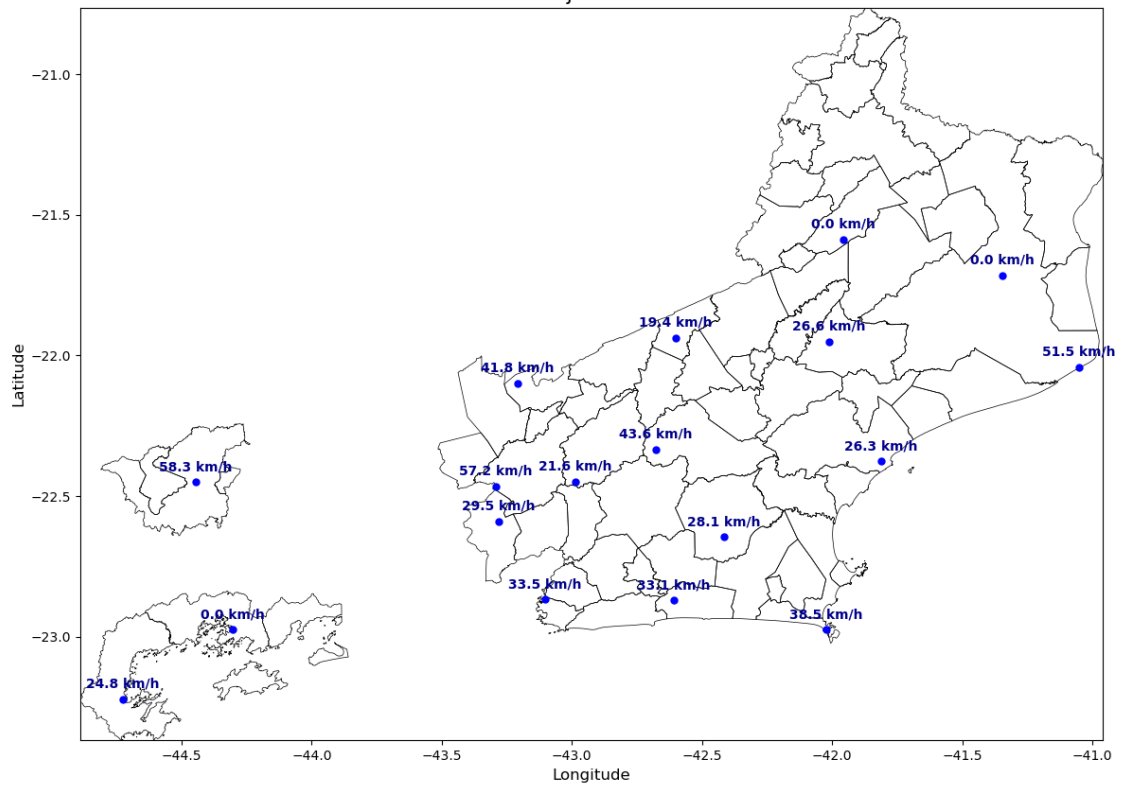 −21.0
−21.5
0.0 km/h
0.0 km/h
19.4 km/h
26.6 km/h
−22.0
51.5 km/h
41.8 km/h
Latitude
43.6 km/h
26.3 km/h
58.3 km/h
57.2 km/h
21.6 km/h
−22.5
29.5 km/h
28.1 km/h
33.5 km/h
33.1 km/h
0.0 km/h
38.5 km/h
−23.0
24.8 km/h
−44.5
−44.0
−43.5
−43.0
−42.5
−42.0
−41.5
−41.0
Longitude